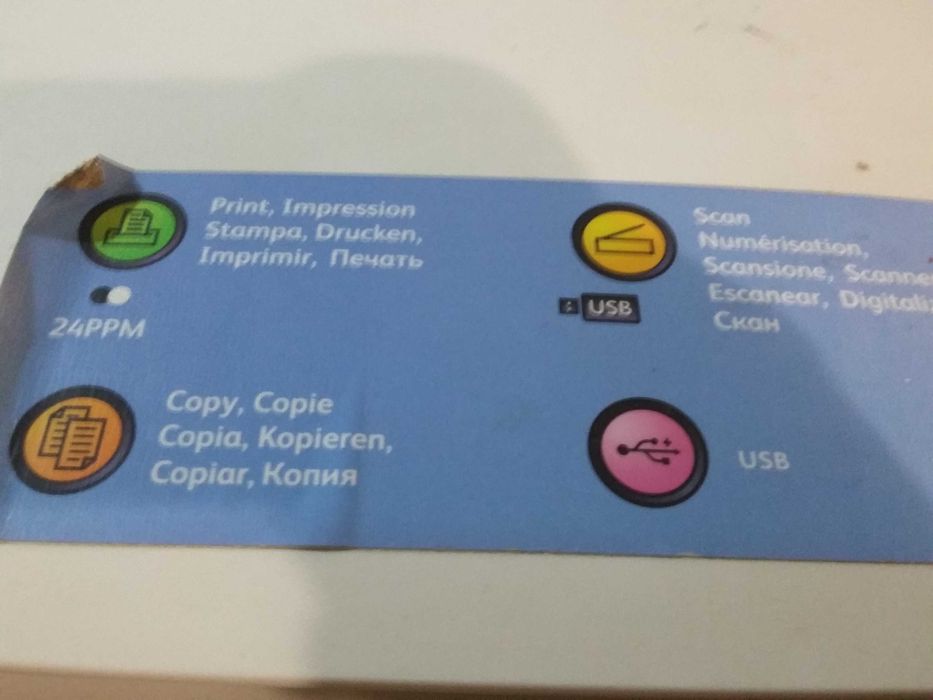 Print, Impression
Stampa, Drucken,
Imprimir, Печать
24PPM
Scan
Numérisation,
Scansione,
Escanear,
Скан
USB
Copy, Copie
Copia, Kopieren,
Copiar, Копия
USB